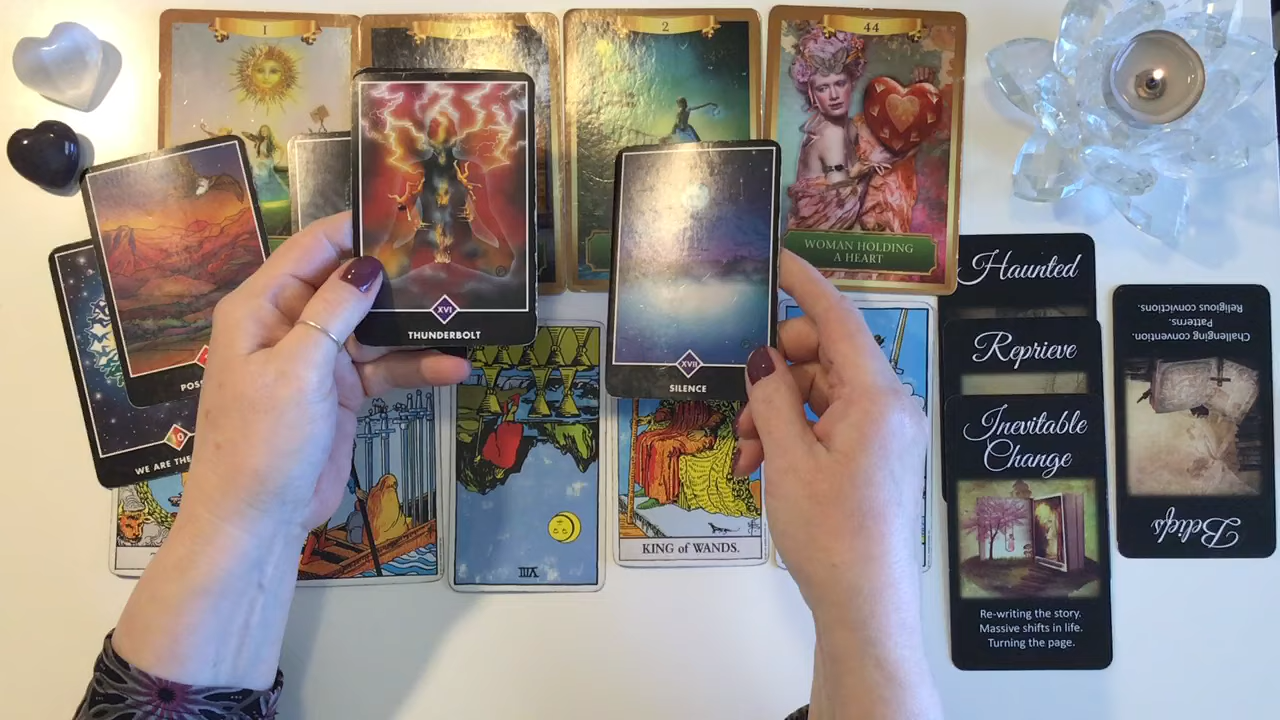 I
20
2
44
WOMAN HOLDING
A HEART
XVI
THUNDERBOLT
XVII
SILENCE
WE ARE THE
VIII
KING of WANDS.
Haunted
Reprieve
Inevitable
Change
Re-writing the story.
Massive shifts in life.
Turning the page.
Beliefs
Challenging convention.
Patterns.
Religious convictions.